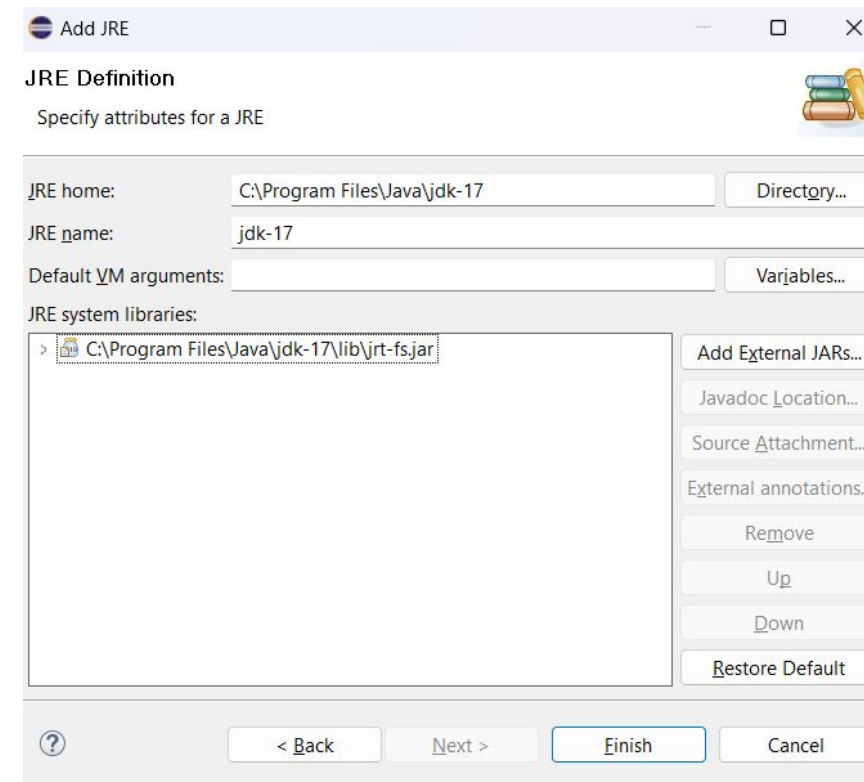 Add JRE
JRE Definition
Specify attributes for a JRE
JRE home: C:\Program Files\Java\jdk-17 Directory...
JRE name: jdk-17
Default VM arguments: Variables...
JRE system libraries:
C:\Program Files\Java\jdk-17\lib\jrt-fs.jar
Add External JARs...
Javadoc Location...
Source Attachment...
External annotations.
Remove
Up
Down
Restore Default
< Back Next > Finish Cancel